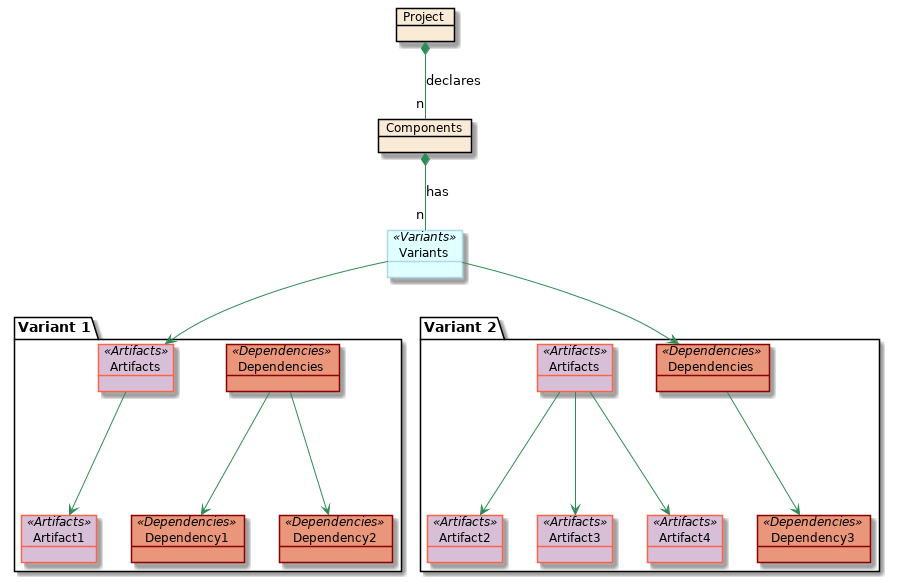 Project
declares
n
Components
has
n
«Variants»
Variants
Variant 1
Variant 2
«Artifacts»
Artifacts
«Dependencies»
Dependencies
«Artifacts»
Artifacts
«Dependencies»
Dependencies
«Artifacts»
Artifact1
«Dependencies»
Dependency1
«Dependencies»
Dependency2
«Artifacts»
Artifact2
«Artifacts»
Artifact3
«Artifacts»
Artifact4
«Dependencies»
Dependency3